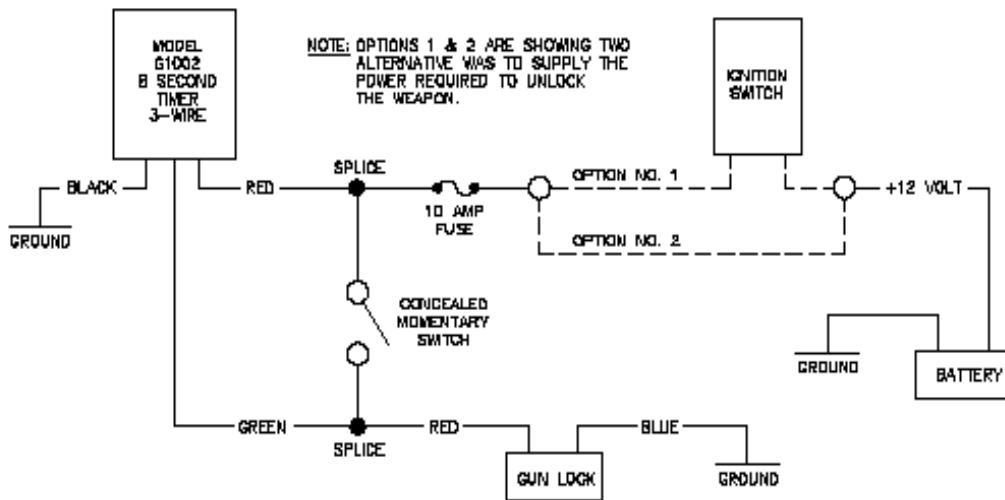 MODEL
G1002
8 SECOND
TIMER
3-WIRE
NOTE: OPTIONS 1 & 2 ARE SHOWING TWO
ALTERNATIVE WAS TO SUPPLY THE
POWER REQUIRED TO UNLOCK
THE WEAPON.
IGNITION
SWITCH
BLACK
RED
SPLICE
10 AMP
FUSE
OPTION NO. 1
+12 VOLT
GROUND
OPTION NO. 2
CONCEALED
MOMENTARY
SWITCH
GROUND
BATTERY
GREEN
SPLICE
RED
BLUE
GUN LOCK
GROUND